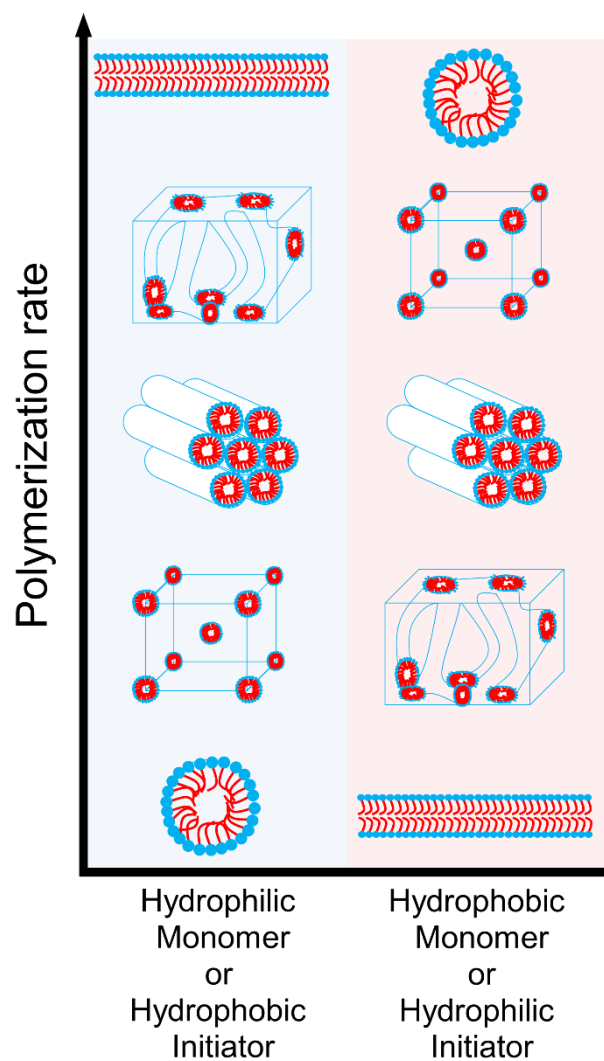 Polymerization rate
Hydrophilic
Monomer
or
Hydrophobic
Initiator
Hydrophobic
Monomer
or
Hydrophilic
Initiator